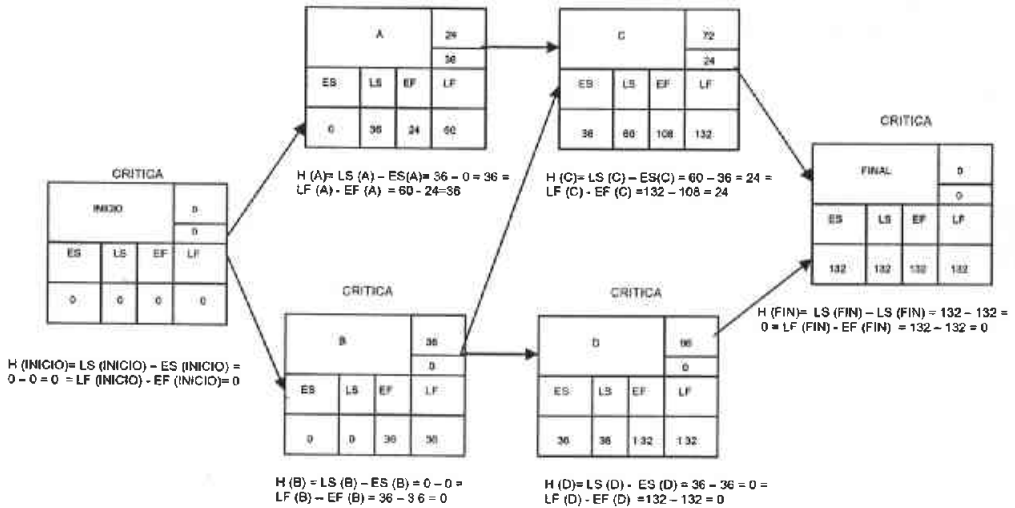 A
24
36
ES LS EF LF
0 36 24 60
H (A)= LS (A) – ES(A)= 36 – 0 = 36 =
LF (A) - EF (A) = 60 - 24=36
C
72
24
ES LS EF LF
36 60 108 132
H (C)= LS (C) – ES(C) = 60 – 36 = 24 =
LF (C) - EF (C) =132 – 108 = 24
CRITICA
FINAL
0
0
ES LS EF LF
132 132 132 132
H (FIN)= LS (FIN) – LS (FIN) = 132 – 132 =
0 = LF (FIN) - EF (FIN) = 132 – 132 = 0
CRITICA
INICIO
0
0
ES LS EF LF
0 0 0 0
H (INICIO)= LS (INICIO) – ES (INICIO) =
0 – 0 = 0 = LF (INICIO) - EF (INICIO)= 0
CRITICA
B
36
0
ES LS EF LF
0 0 36 36
H (B) = LS (B) – ES (B) = 0 – 0 =
LF (B) – EF (B) = 36 – 3 6 = 0
CRITICA
D
96
0
ES LS EF LF
36 36 132 132
H (D)= LS (D) - ES (D) = 36 – 36 = 0 =
LF (D) - EF (D) =132 – 132 = 0